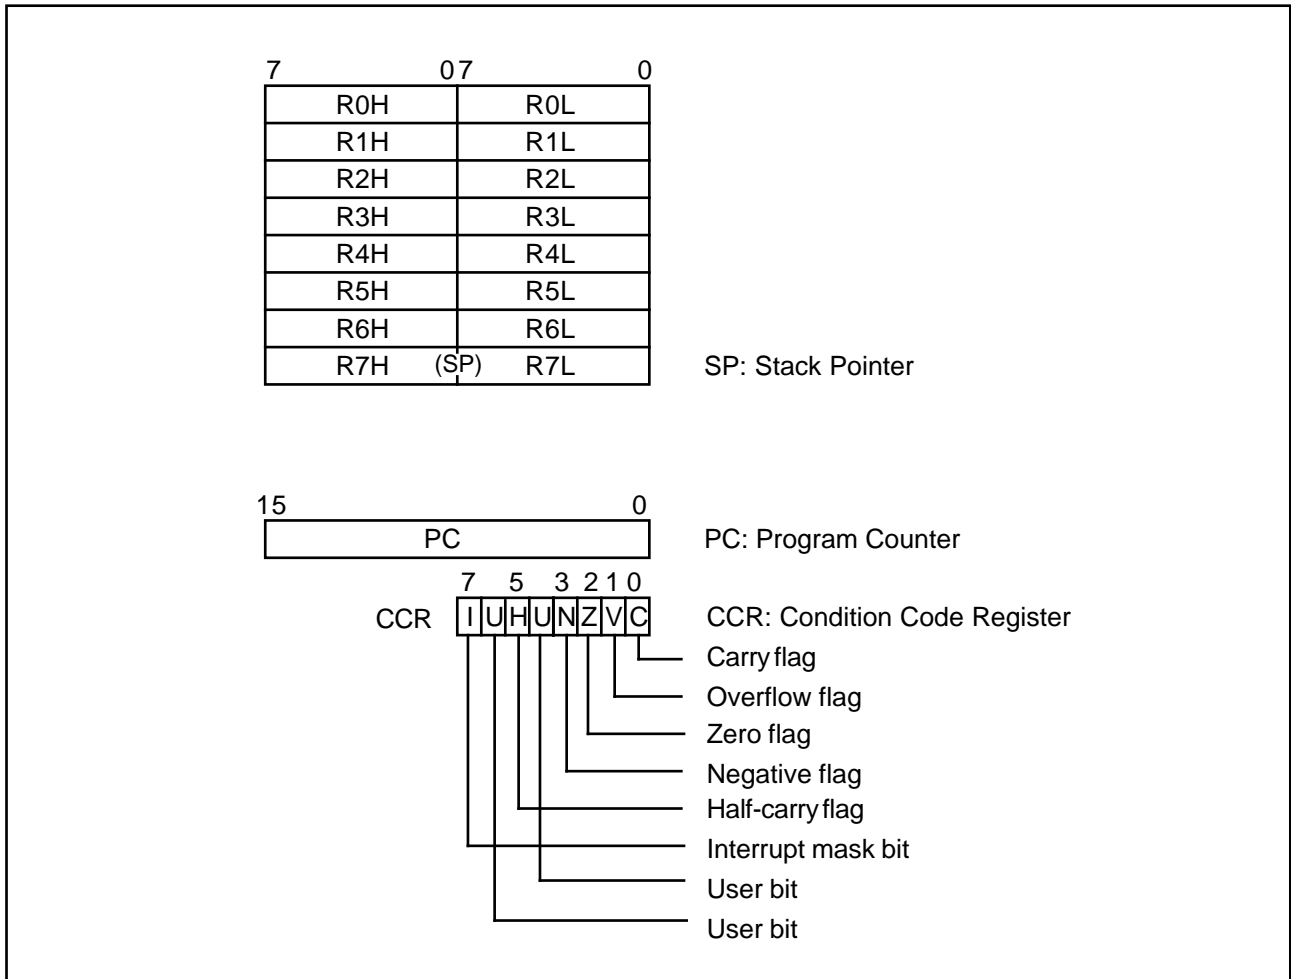 7 0 7 0
R0H R0L
R1H R1L
R2H R2L
R3H R3L
R4H R4L
R5H R5L
R6H R6L
R7H (SP) R7L SP: Stack Pointer
15 0
PC PC: Program Counter
7 5 3 2 1 0
CCR I U H U N Z V C CCR: Condition Code Register
Carry flag
Overflow flag
Zero flag
Negative flag
Half-carry flag
Interrupt mask bit
User bit
User bit